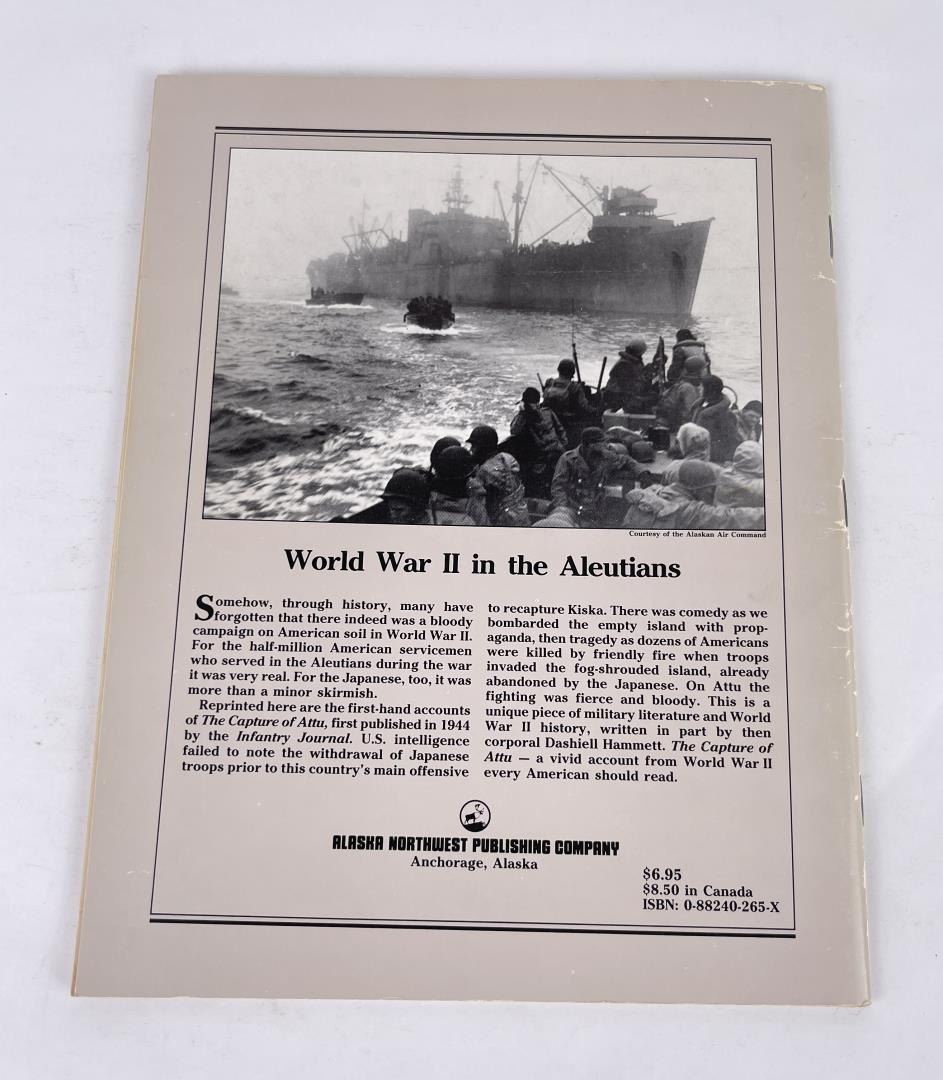 Courtesy of the Alaskan Air Command
World War II in the Aleutians
Somehow, through history, many have
forgotten that there indeed was a bloody
campaign on American soil in World War II.
For the half-million American servicemen
who served in the Aleutians during the war
it was very real. For the Japanese, too, it was
more than a minor skirmish.
Reprinted here are the first-hand accounts
of The Capture of Attu, first published in 1944
by the Infantry Journal. U.S. intelligence
failed to note the withdrawal of Japanese
troops prior to this country's main offensive
to recapture Kiska. There was comedy as we
bombarded the empty island with prop-
aganda, then tragedy as dozens of Americans
were killed by friendly fire when troops
invaded the fog-shrouded island, already
abandoned by the Japanese. On Attu the
fighting was fierce and bloody. This is a
unique piece of military literature and World
War II history, written in part by then
corporal Dashiell Hammett. The Capture of
Attu — a vivid account from World War II
every American should read.
ALASKA NORTHWEST PUBLISHING COMPANY
Anchorage, Alaska
$6.95
$8.50 in Canada
ISBN: 0-88240-265-X